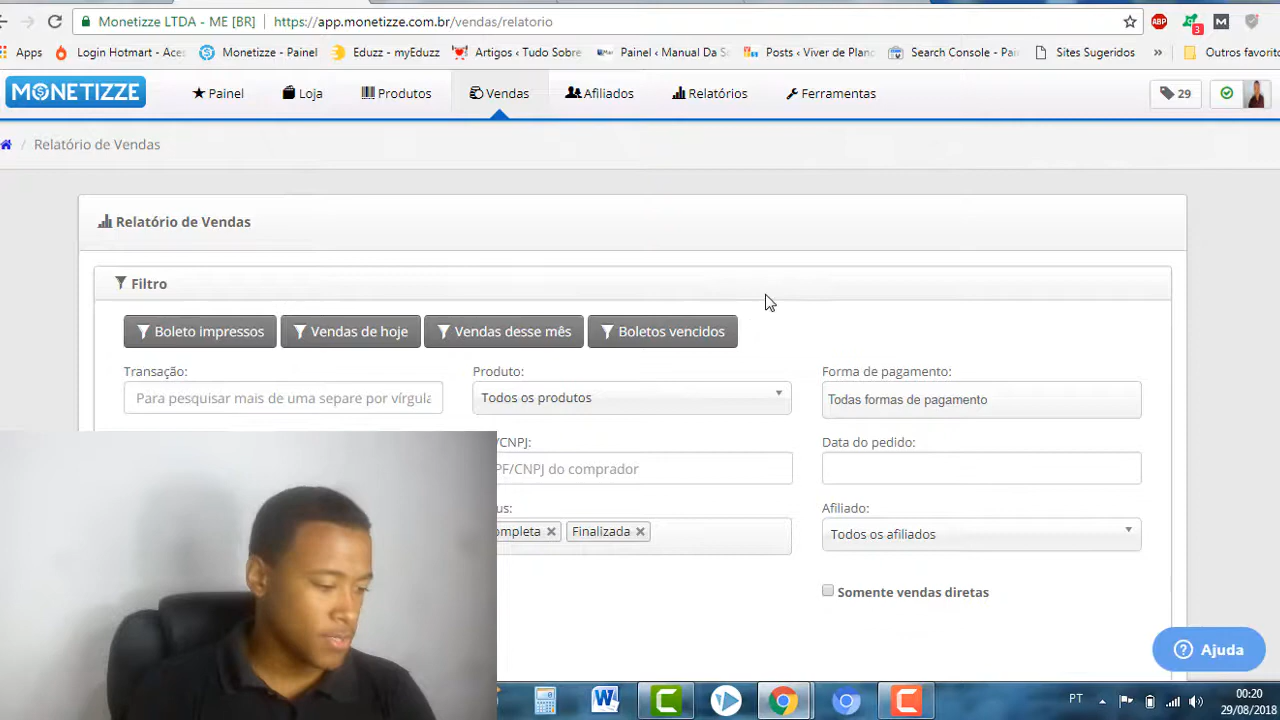 Monetizze LTDA - ME [BR] https://app.monetizze.com.br/vendas/relatorio
ABP
3
M
Apps Login Hotmart - Aces Monetizze - Painel Eduzz - myEduzz Artigos ‹ Tudo Sobre Painel ‹ Manual Da Se Posts ‹ Viver de Plan Search Console - Pai Sites Sugeridos » Outros favorito
MONETIZZE Painel Loja Produtos Vendas Afiliados Relatórios Ferramentas 29
/ Relatório de Vendas
Relatório de Vendas
Filtro
Boleto impressos Vendas de hoje Vendas desse mês Boletos vencidos
Transação: Produto: Forma de pagamento:
Para pesquisar mais de uma separe por vírgula Todos os produtos Todas formas de pagamento
/CNPJ: Data do pedido:
PF/CNPJ do comprador
us: Afiliado:
ompleta × Finalizada × Todos os afiliados
Somente vendas diretas
? Ajuda
W C C PT 00:20
29/08/2018